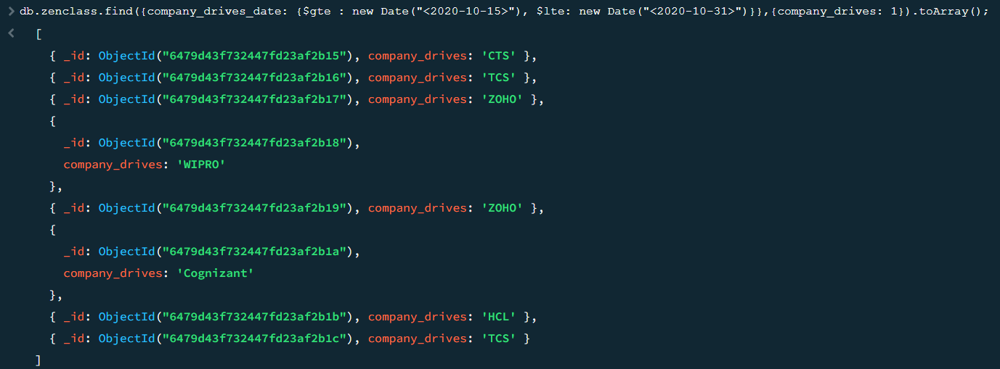 > db.zenclass.find({company_drives_date: {$gte : new Date("<2020-10-15>"), $lte: new Date("<2020-10-31>")}},{company_drives: 1}).toArray();
< [
{ _id: ObjectId("6479d43f732447fd23af2b15"), company_drives: 'CTS' },
{ _id: ObjectId("6479d43f732447fd23af2b16"), company_drives: 'TCS' },
{ _id: ObjectId("6479d43f732447fd23af2b17"), company_drives: 'ZOHO' },
{
_id: ObjectId("6479d43f732447fd23af2b18"),
company_drives: 'WIPRO'
},
{ _id: ObjectId("6479d43f732447fd23af2b19"), company_drives: 'ZOHO' },
{
_id: ObjectId("6479d43f732447fd23af2b1a"),
company_drives: 'Cognizant'
},
{ _id: ObjectId("6479d43f732447fd23af2b1b"), company_drives: 'HCL' },
{ _id: ObjectId("6479d43f732447fd23af2b1c"), company_drives: 'TCS' }
]